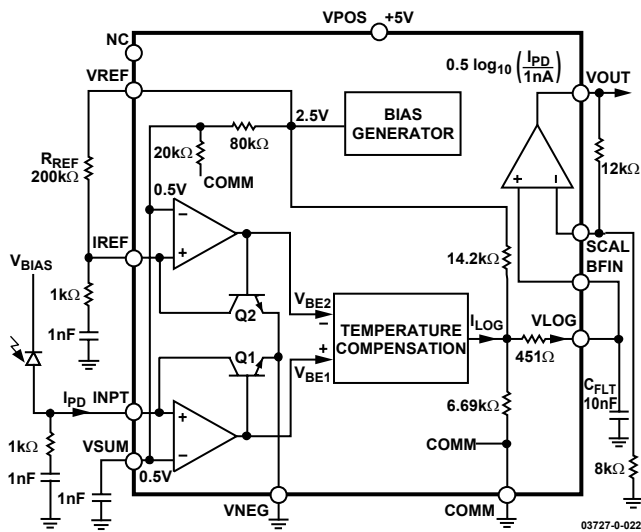 VPOS
+5V
NC
VREF
0.5 log10 (IPD/1nA)
VOUT
2.5V
BIAS
GENERATOR
80kΩ
20kΩ
COMM
RREF
200kΩ
12kΩ
0.5V
−
+
+
−
IREF
SCAL
BFIN
VBIAS
14.2kΩ
1kΩ
1nF
Q2
VBE2
−
TEMPERATURE
COMPENSATION
ILOG
VLOG
451Ω
Q1
+
VBE1
IPD
INPT
+
−
CFLT
10nF
6.69kΩ
1kΩ
VSUM
0.5V
COMM
8kΩ
1nF
1nF
VNEG
COMM
03727-0-022